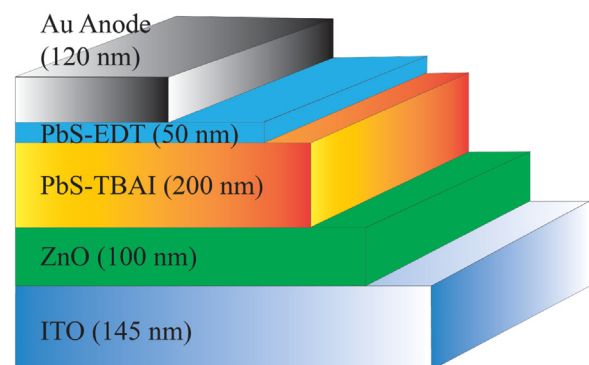 Au Anode
(120 nm)
PbS-EDT (50 nm)
PbS-TBAI (200 nm)
ZnO (100 nm)
ITO (145 nm)